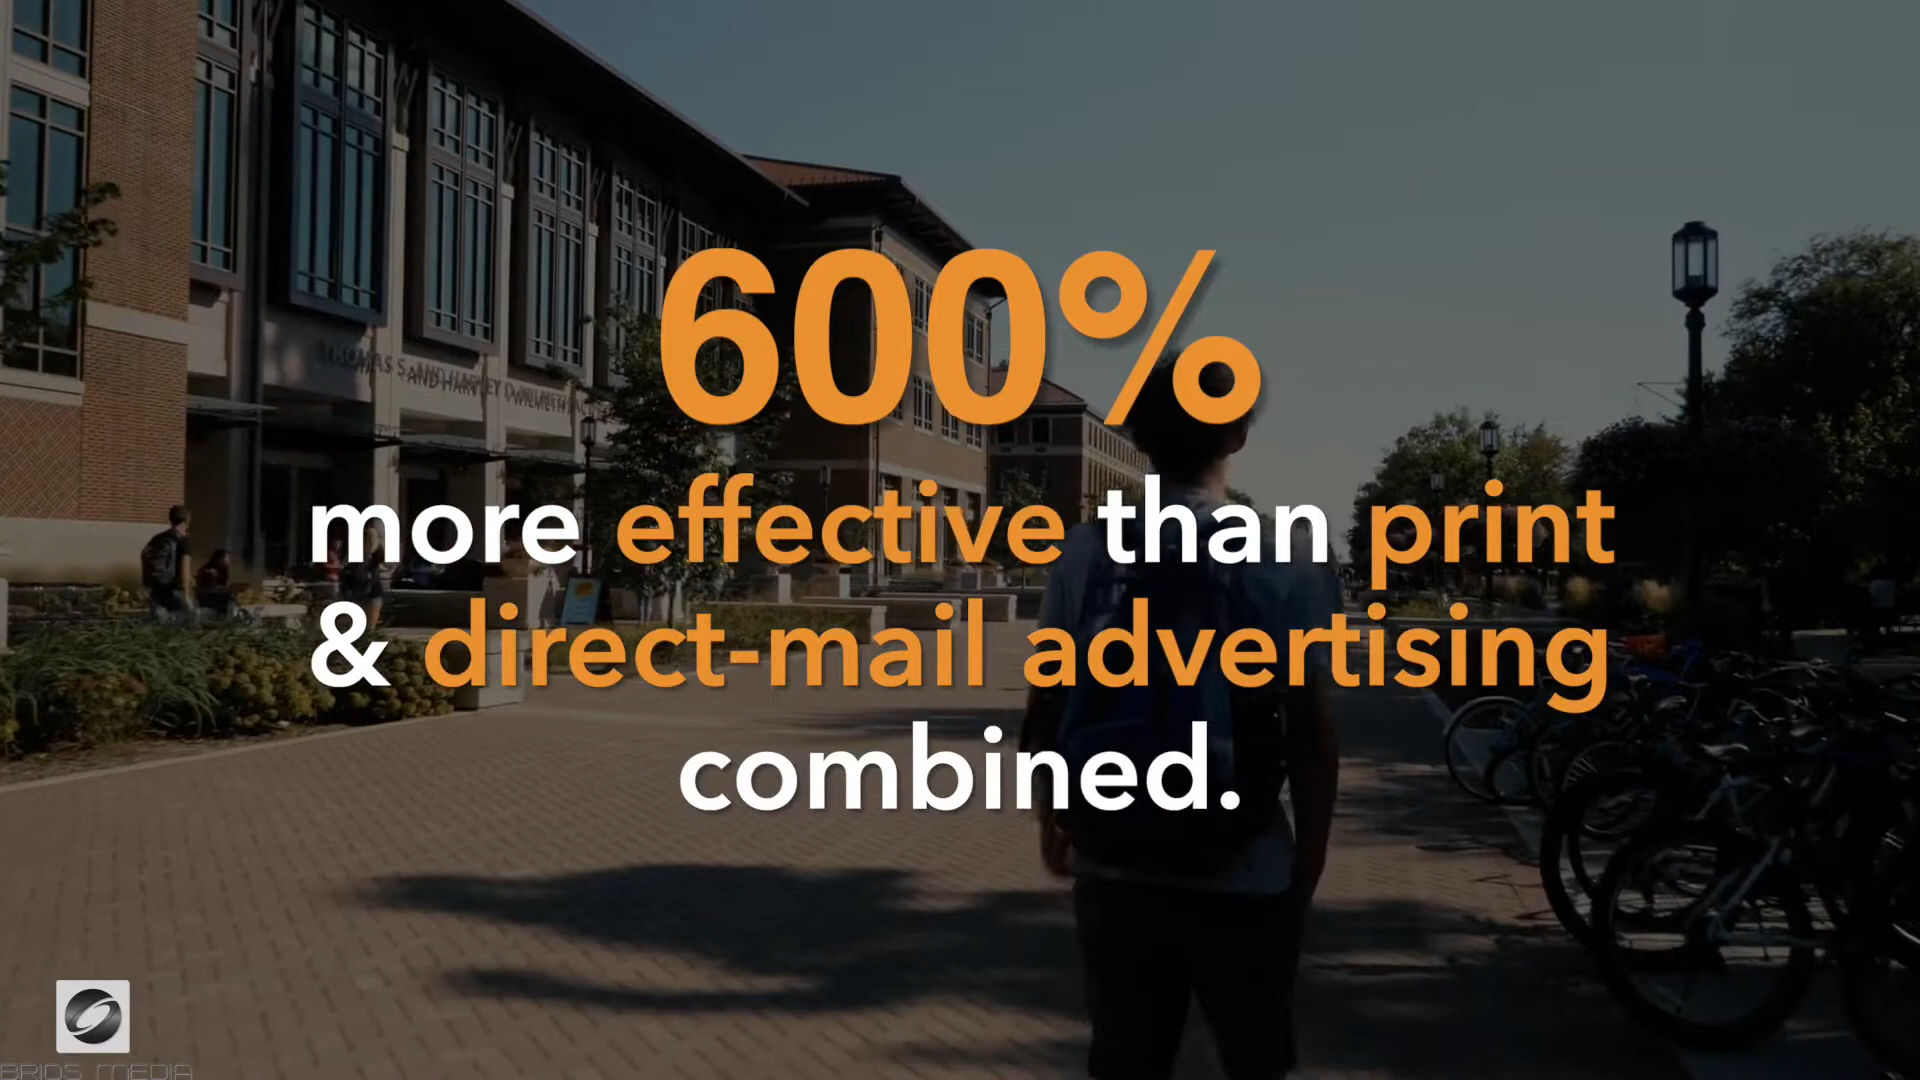 600%
more effective than print
& direct-mail advertising
combined.
BRIOS MEDIA